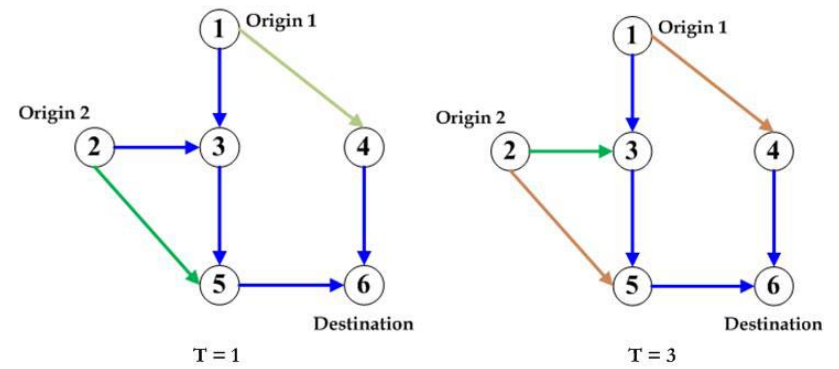 1 Origin 1
Origin 2
2 3 4
5 6
Destination
T = 1
1 Origin 1
Origin 2
2 3 4
5 6
Destination
T = 3